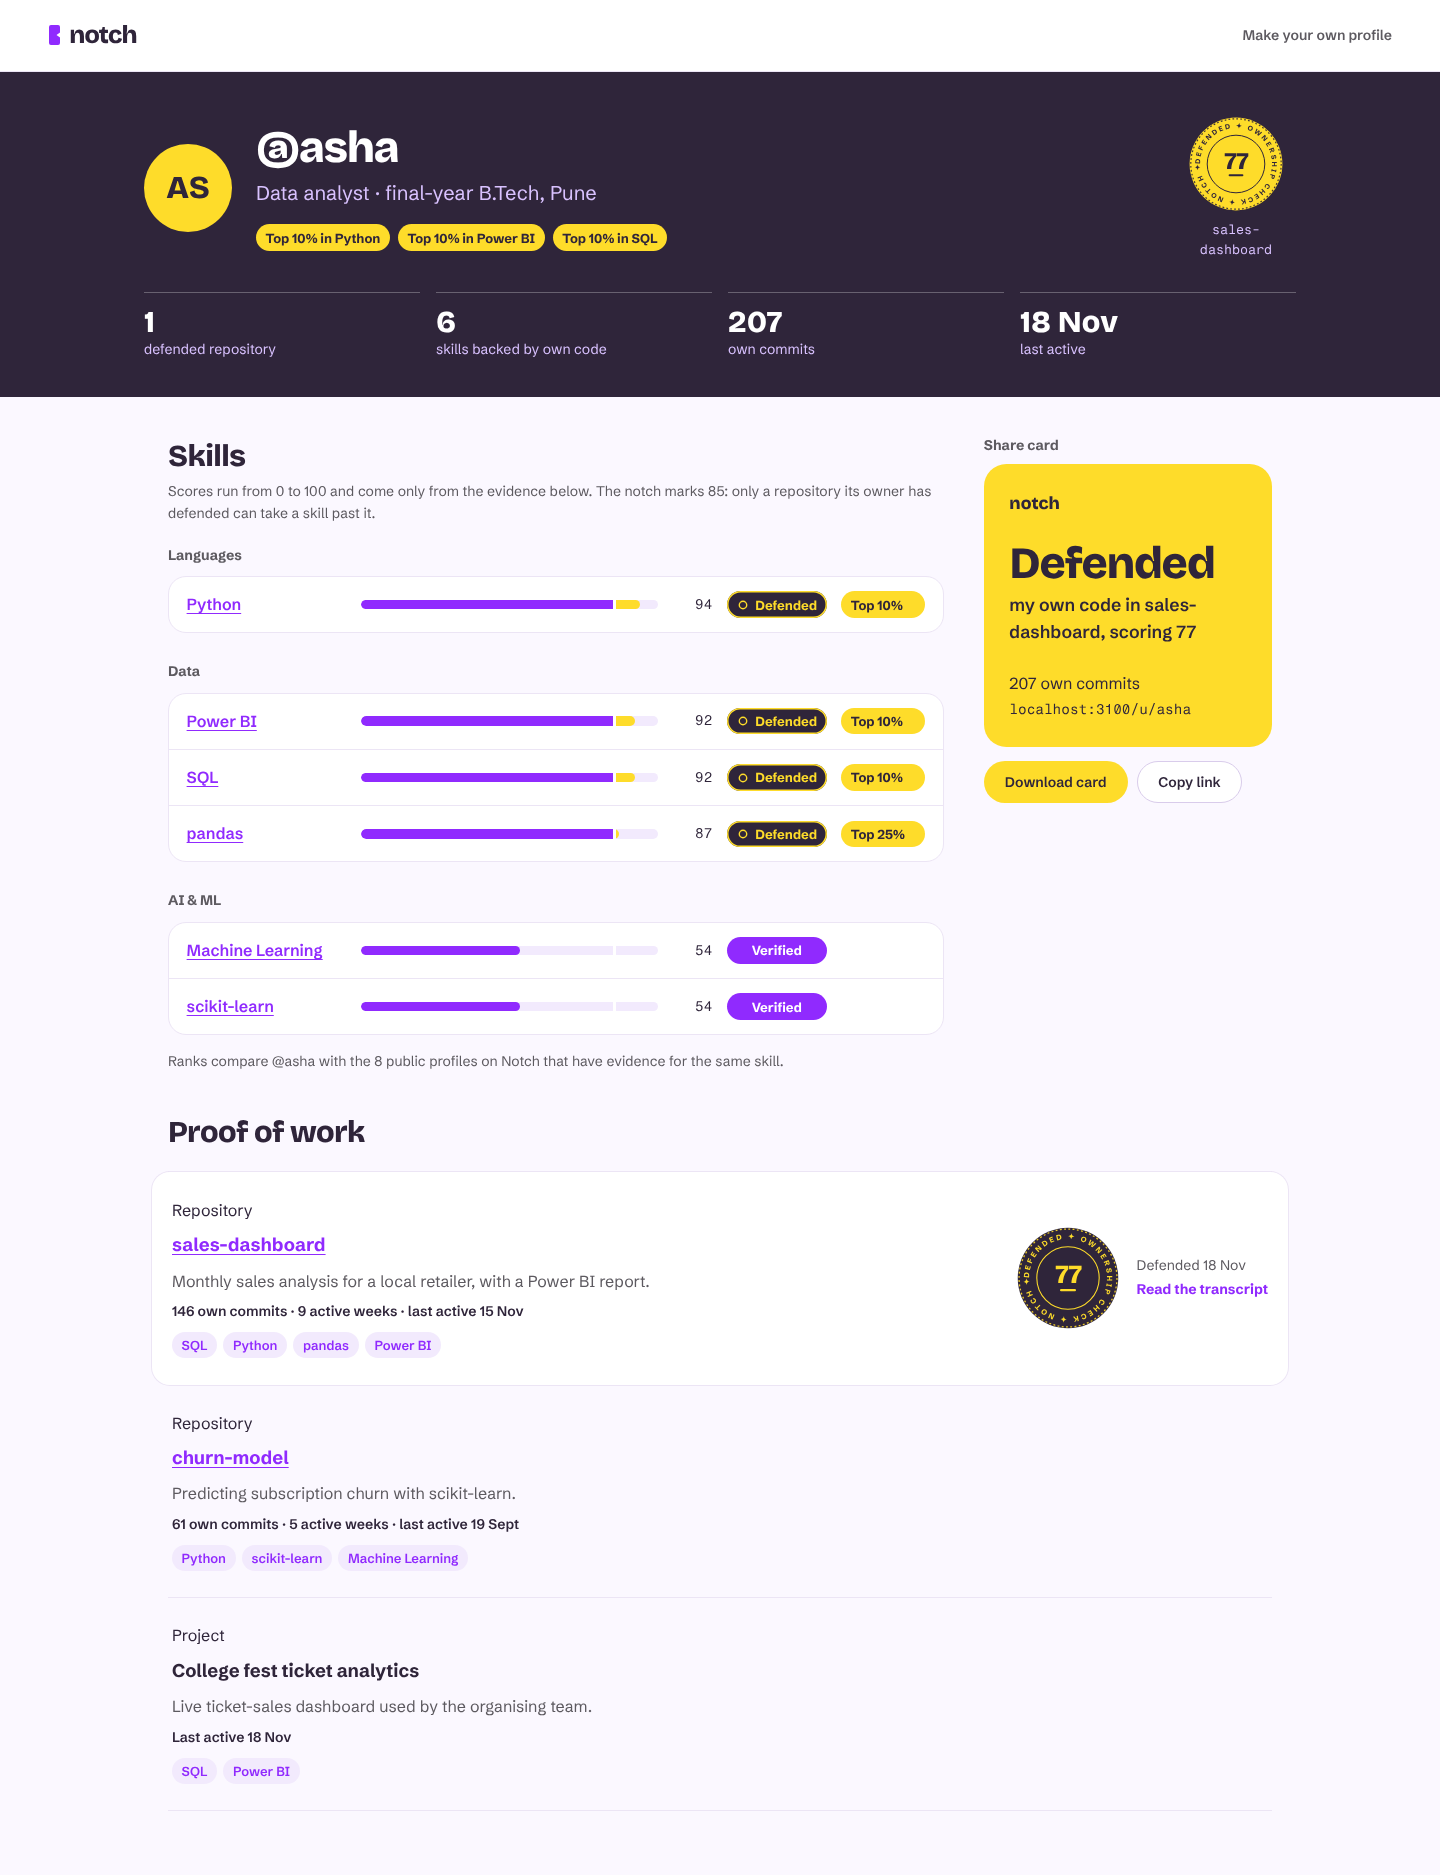 notch
Make your own profile
AS
@asha
Data analyst · final-year B.Tech, Pune
Top 10% in Python
Top 10% in Power BI
Top 10% in SQL
DEFENDED ✦ OWNERSHIP CHECK ✦ NOTCH ✦
77
sales-
dashboard
1
defended repository
6
skills backed by own code
207
own commits
18 Nov
last active
Skills
Scores run from 0 to 100 and come only from the evidence below. The notch marks 85: only a repository its owner has
defended can take a skill past it.
Languages
Python 94 Defended Top 10%
Data
Power BI 92 Defended Top 10%
SQL 92 Defended Top 10%
pandas 87 Defended Top 25%
AI & ML
Machine Learning 54 Verified
scikit-learn 54 Verified
Ranks compare @asha with the 8 public profiles on Notch that have evidence for the same skill.
Share card
notch
Defended
my own code in sales-
dashboard, scoring 77
207 own commits
localhost:3100/u/asha
Download card
Copy link
Proof of work
Repository
sales-dashboard
Monthly sales analysis for a local retailer, with a Power BI report.
146 own commits · 9 active weeks · last active 15 Nov
SQL Python pandas Power BI
DEFENDED ✦ OWNERSHIP CHECK ✦ NOTCH ✦
77
Defended 18 Nov
Read the transcript
Repository
churn-model
Predicting subscription churn with scikit-learn.
61 own commits · 5 active weeks · last active 19 Sept
Python scikit-learn Machine Learning
Project
College fest ticket analytics
Live ticket-sales dashboard used by the organising team.
Last active 18 Nov
SQL Power BI